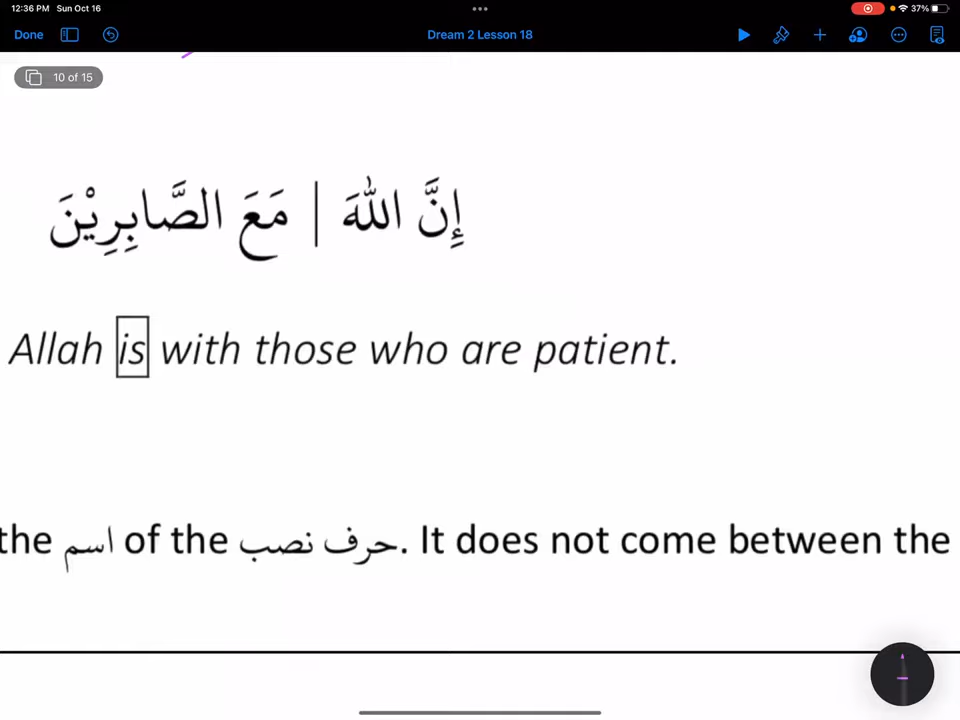 12:36 PM Sun Oct 16
37%
Done
Dream 2 Lesson 18
10 of 15
إِنَّ اللّٰهَ | مَعَ الصَّابِرِيْنَ
Allah is with those who are patient.
the اسم of the حرف نصب. It does not come between the